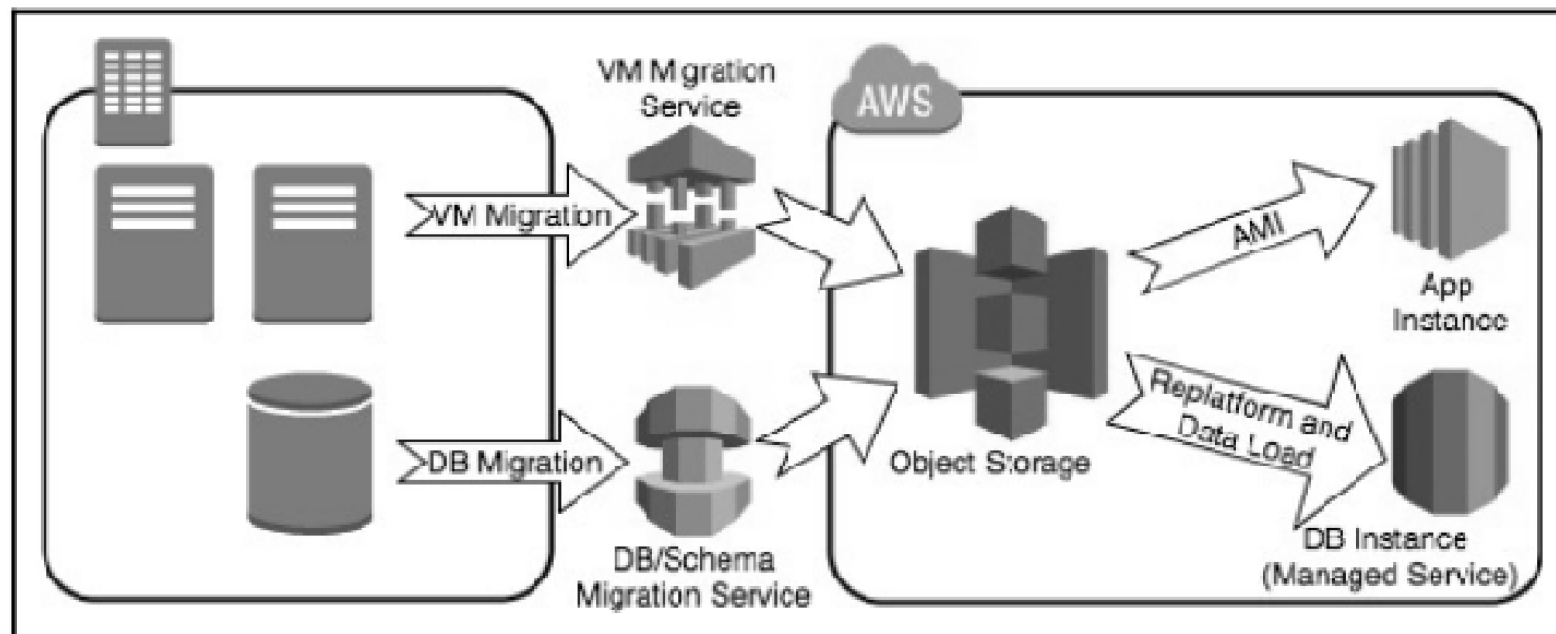 VM Migration
Service
AWS
VM Migration
AMI
App
Instance
Replatform and
Data Load
Object Storage
DB Migration
DB/Schema
Migration Service
DB Instance
(Managed Service)